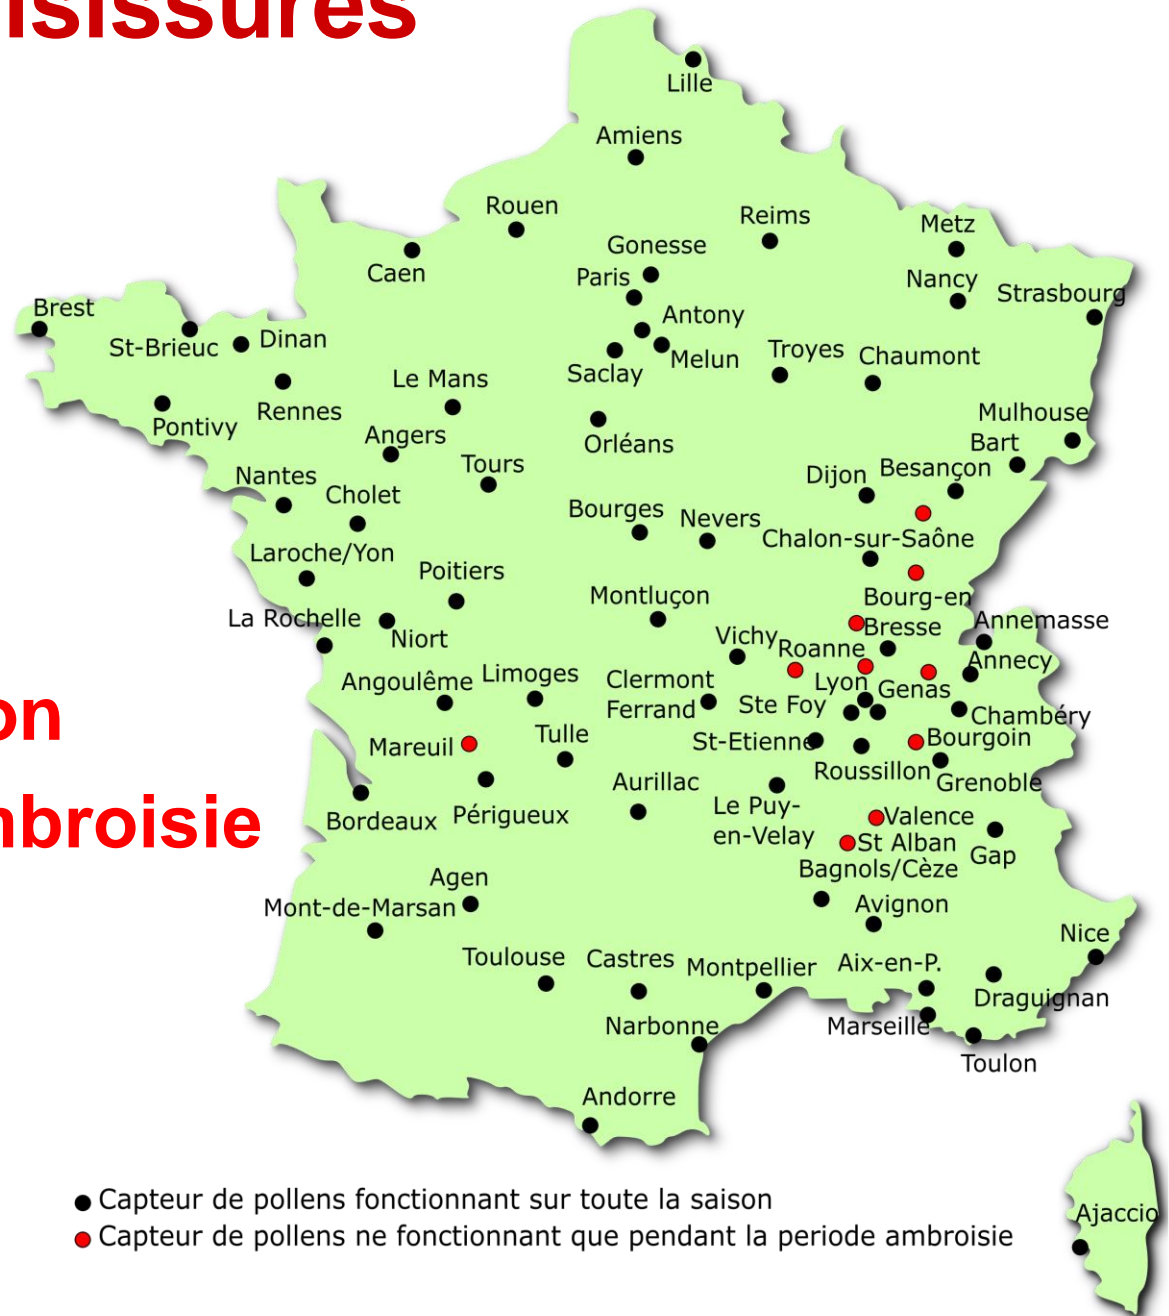 isissures
Lille
Amiens
Rouen
Reims
Metz
Gonesse
Caen
Paris
Nancy
Strasbourg
Brest
Antony
St-Brieuc
Dinan
Melun
Troyes
Chaumont
Saclay
Le Mans
Rennes
Mulhouse
Pontivy
Angers
Orléans
Bart
Tours
Nantes
Dijon
Besançon
Cholet
Bourges
Nevers
Chalon-sur-Saône
Laroche/Yon
Poitiers
Montluçon
Bourg-en
Bresse
La Rochelle
Niort
Annemasse
Vichy
Roanne
Annecy
Angoulême
Limoges
Clermont
Ferrand
Lyon
Genas
Ste Foy
Chambéry
on
Mareuil
Tulle
St-Etienne
Bourgoin
Roussillon
Grenoble
Aurillac
Le Puy-
en-Velay
Bordeaux
Périgueux
Valence
mbroisie
St Alban
Gap
Bagnols/Cèze
Agen
Mont-de-Marsan
Avignon
Nice
Toulouse
Castres
Montpellier
Aix-en-P.
Draguignan
Narbonne
Marseille
Toulon
Andorre
Capteur de pollens fonctionnant sur toute la saison
Ajaccio
Capteur de pollens ne fonctionnant que pendant la periode ambroisie